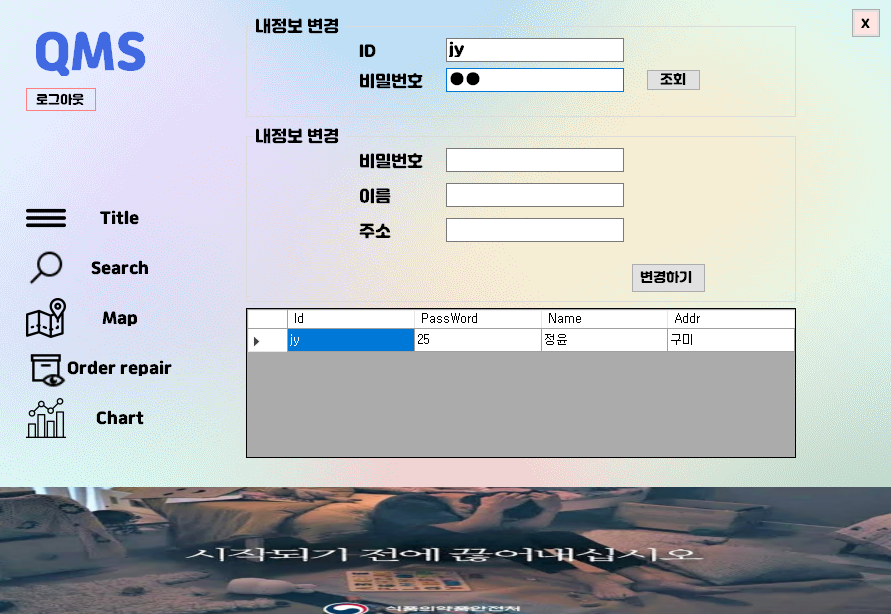 QMS
로그아웃
Title
Search
Map
Order repair
Chart
X
내정보 변경
ID jy
비밀번호 ●● 조회
내정보 변경
비밀번호
이름
주소
변경하기
Id PassWord Name Addr
jy 25 정윤 구미
시작되기 전에 끊어내십시오
식품의약품안전처